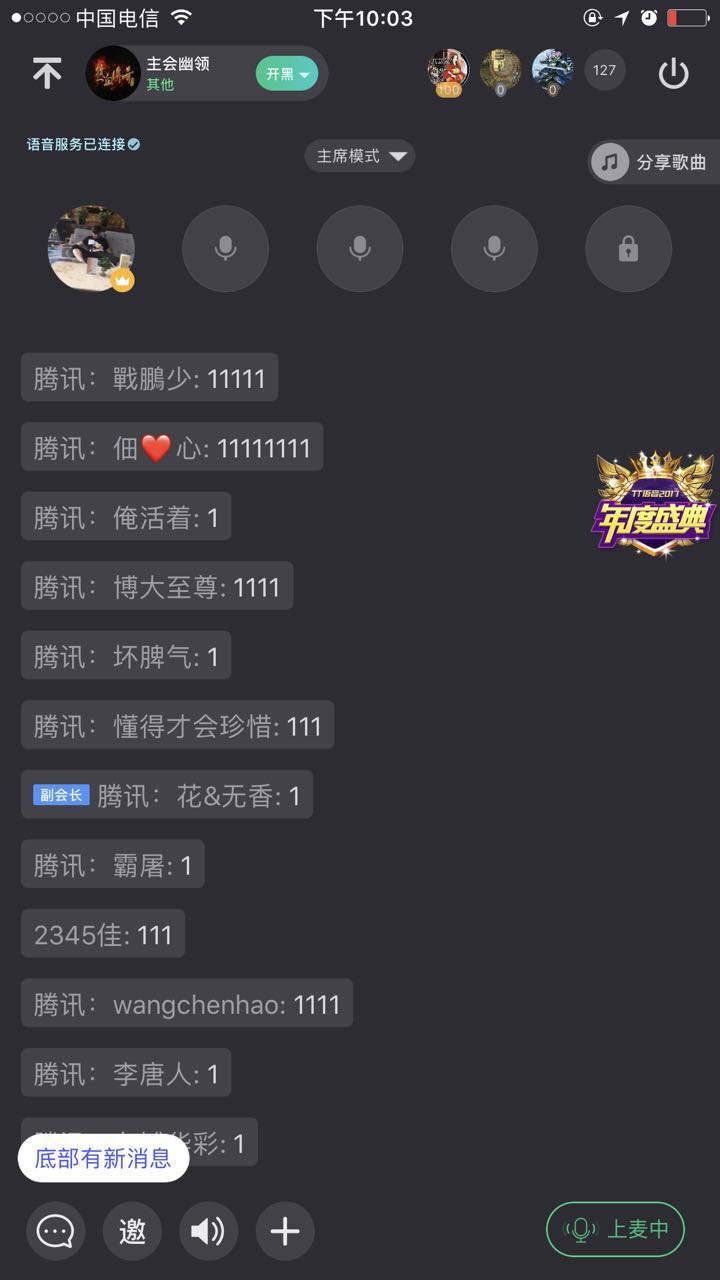 中国电信 下午10:03
主会幽领
其他
开黑
100 0 0 127
语音服务已连接
主席模式
分享歌曲
腾讯: 戰鵬少: 11111
腾讯: 佃❤️心: 11111111
腾讯: 俺活着: 1
TT语音2017
年度盛典
腾讯: 博大至尊: 1111
腾讯: 坏脾气: 1
腾讯: 懂得才会珍惜: 111
副会长 腾讯: 花&无香: 1
腾讯: 霸屠: 1
2345佳: 111
腾讯: wangchenhao: 1111
腾讯: 李唐人: 1
彩: 1
底部有新消息
邀
上麦中